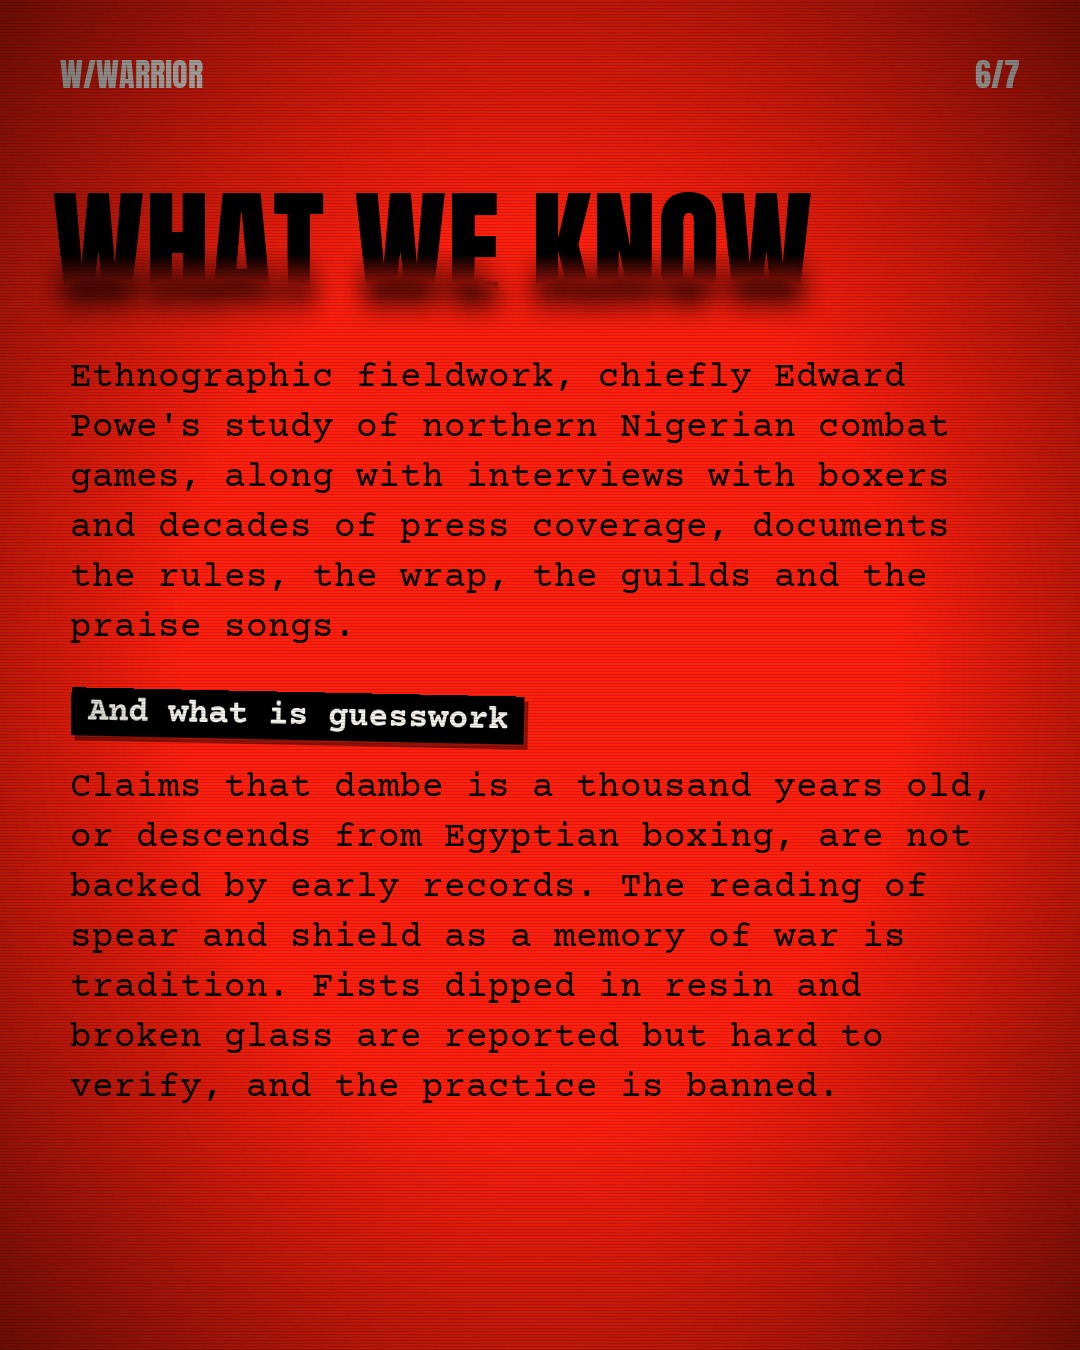 W/WARRIOR
6/7
WHAT WE KNOW
Ethnographic fieldwork, chiefly Edward
Powe's study of northern Nigerian combat
games, along with interviews with boxers
and decades of press coverage, documents
the rules, the wrap, the guilds and the
praise songs.
And what is guesswork
Claims that dambe is a thousand years old,
or descends from Egyptian boxing, are not
backed by early records. The reading of
spear and shield as a memory of war is
tradition. Fists dipped in resin and
broken glass are reported but hard to
verify, and the practice is banned.